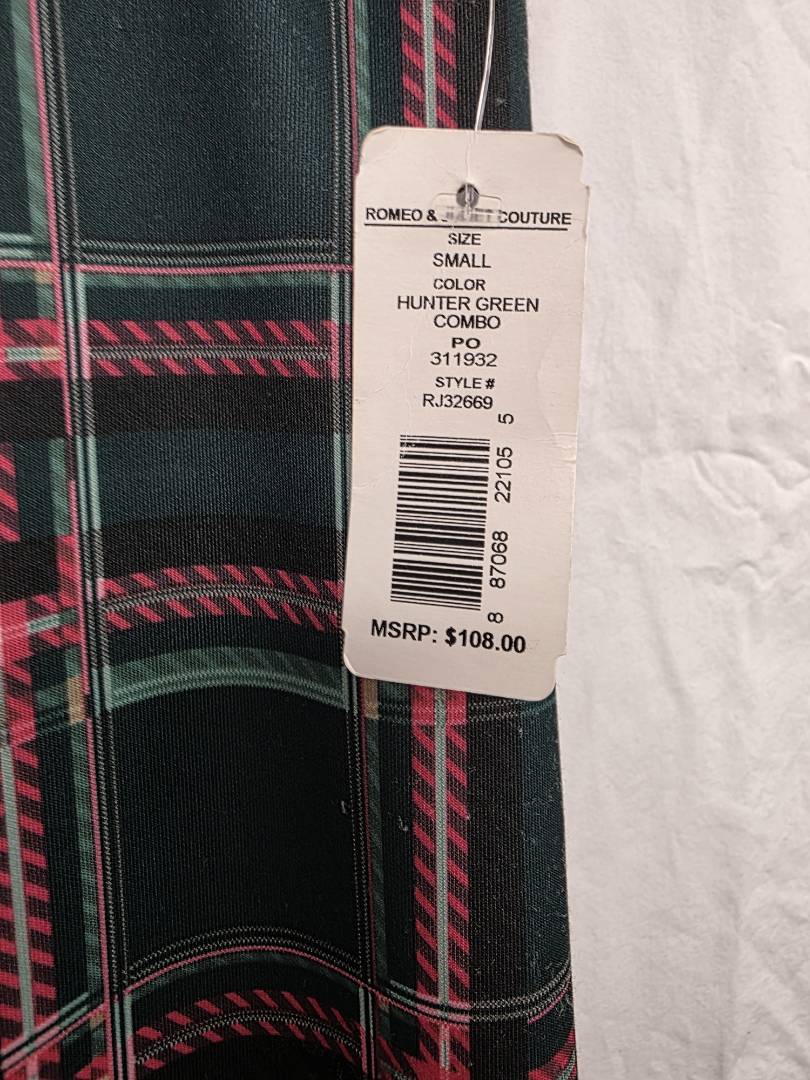 ROMEO & JULIET COUTURE
SIZE
SMALL
COLOR
HUNTER GREEN
COMBO
PO
311932
STYLE #
RJ32669
8 87068 22105 5
MSRP: $108.00